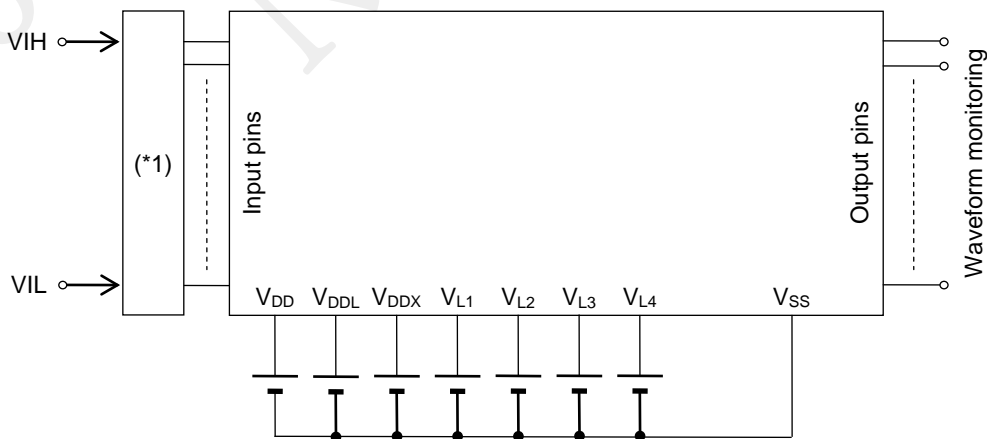 VIH
(*1)
VIL
Input pins
Output pins
Waveform monitoring
VDD VDDL VDDX VL1 VL2 VL3 VL4 VSS